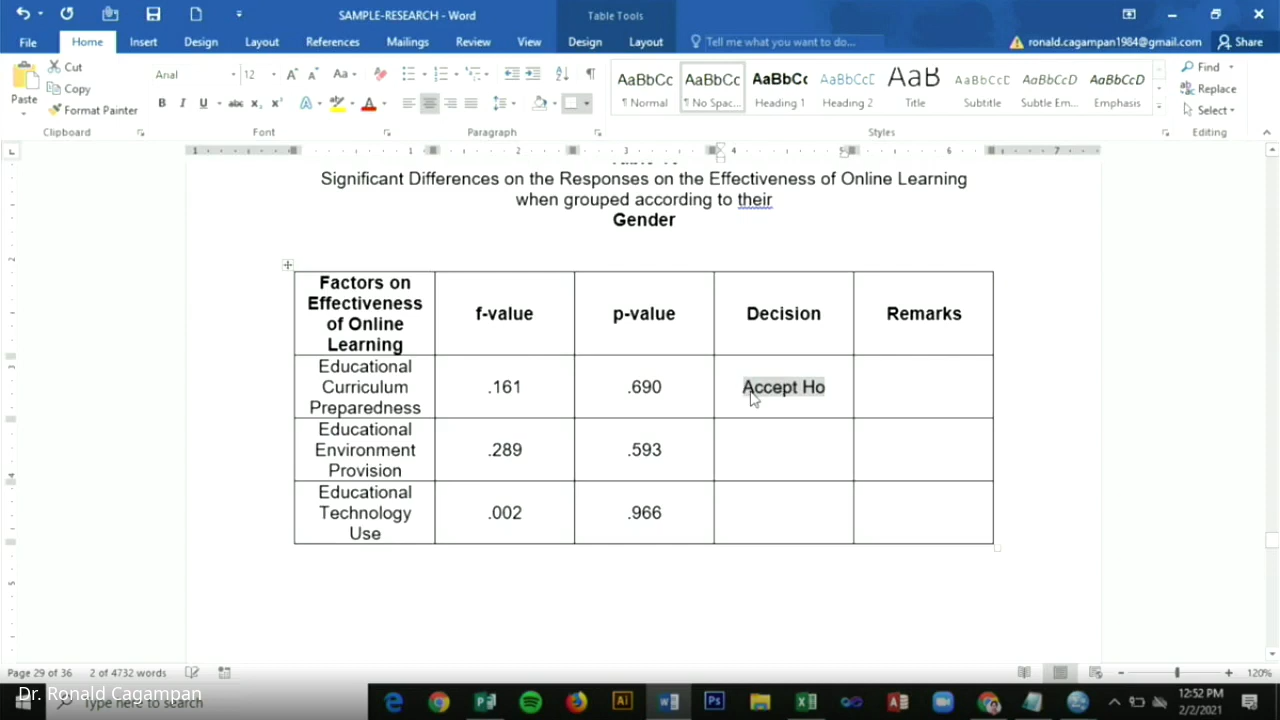 SAMPLE-RESEARCH - Word
Table Tools
File
Home
Insert
Design
Layout
References
Mailings
Review
View
Design
Layout
Tell me what you want to do...
ronald.cagampan1984@gmail.com
Share
Paste
Cut
Copy
Format Painter
Clipboard
Arial
12
Font
Paragraph
AaBbCc
¶ Normal
AaBbCc
¶ No Spac...
AaBbCc
Heading 1
AaBbCc
Heading 2
AaB
Title
AaBbCcC
Subtitle
AaBbCcD
Subtle Em...
AaBbCcD
Emphasis
Styles
Find
Replace
Select
Editing
Significant Differences on the Responses on the Effectiveness of Online Learning
when grouped according to their
Gender
Factors on
Effectiveness
of Online
Learning
f-value
p-value
Decision
Remarks
Educational
Curriculum
Preparedness
.161
.690
Accept Ho
Educational
Environment
Provision
.289
.593
Educational
Technology
Use
.002
.966
Page 29 of 36
2 of 4732 words
120%
Dr. Ronald Cagampan
Type here to search
12:52 PM
2/2/2021